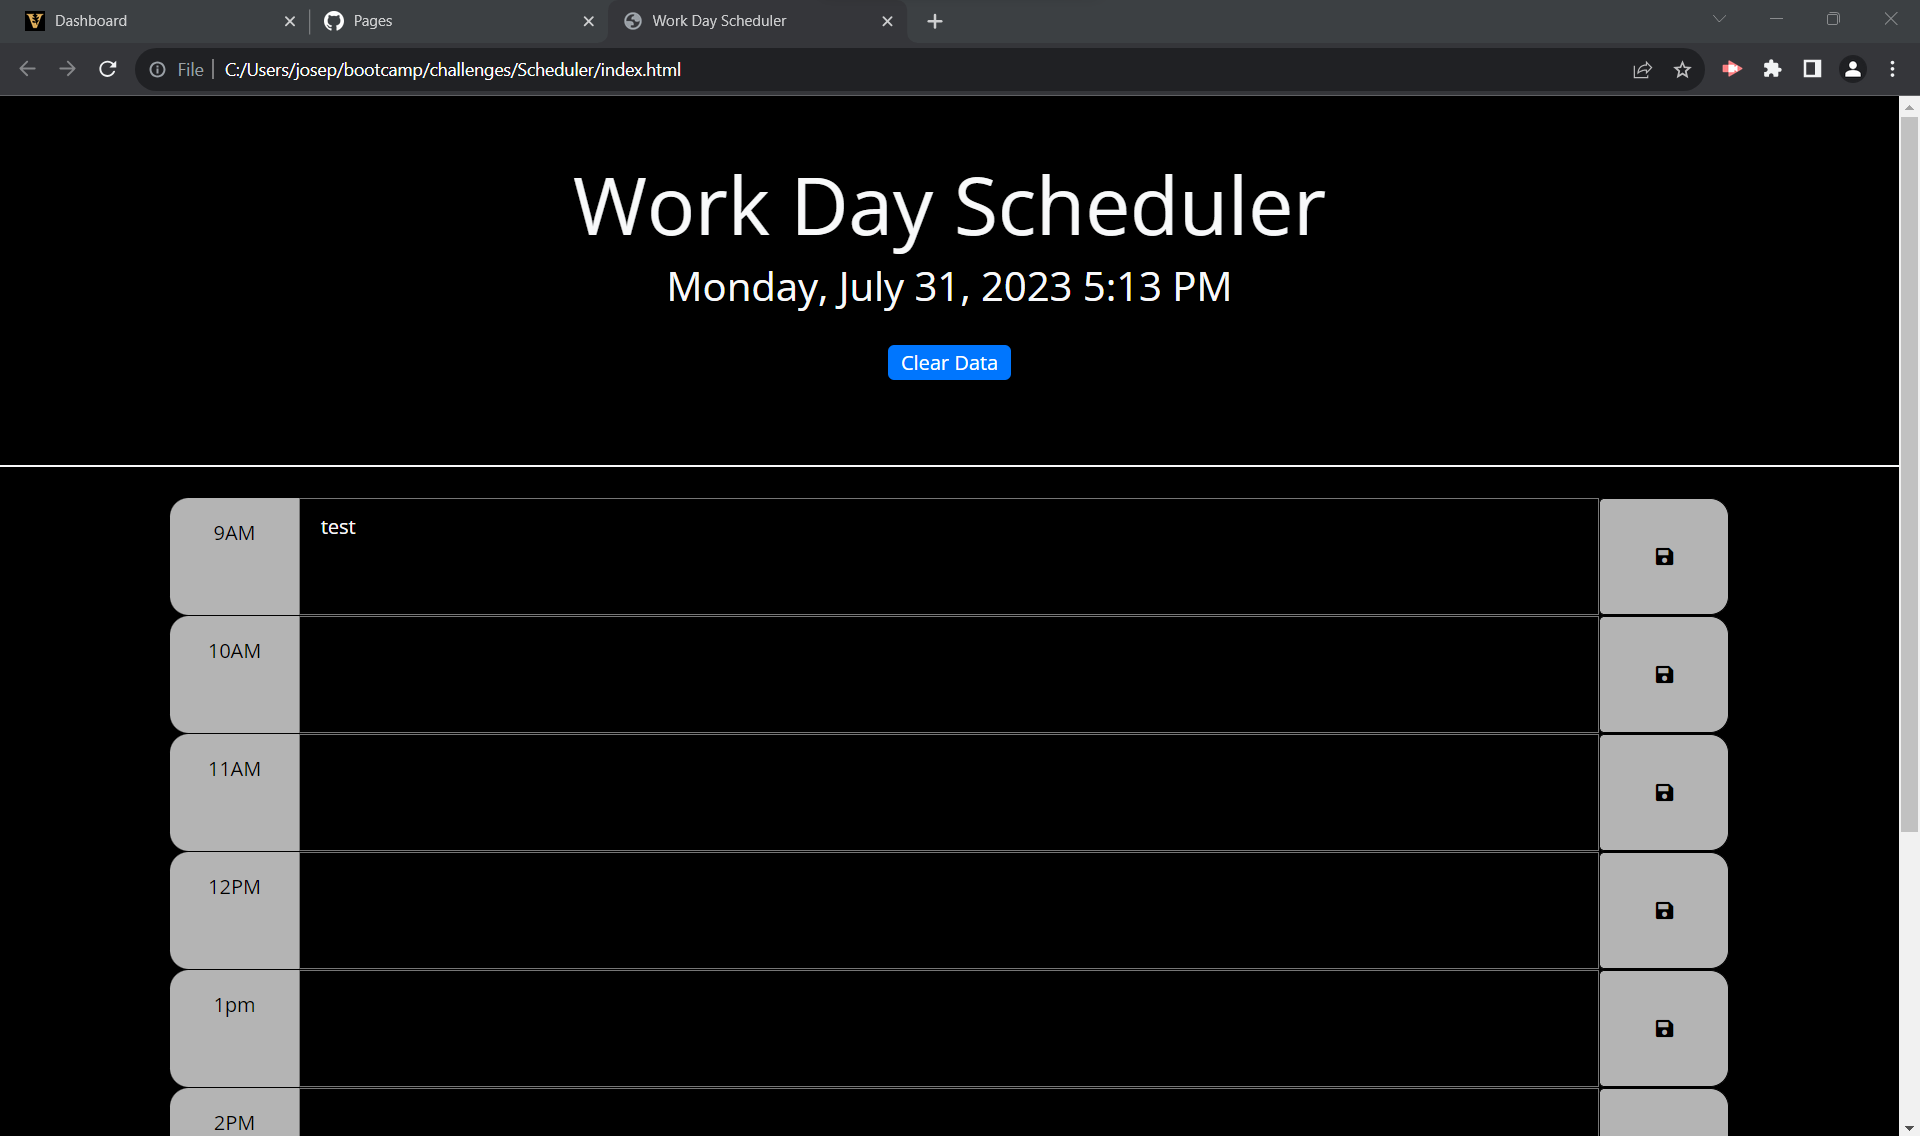 Dashboard
Pages
Work Day Scheduler
File
C:/Users/josep/bootcamp/challenges/Scheduler/index.html
Work Day Scheduler
Monday, July 31, 2023 5:13 PM
Clear Data
9AM
test
10AM
11AM
12PM
1pm
2PM